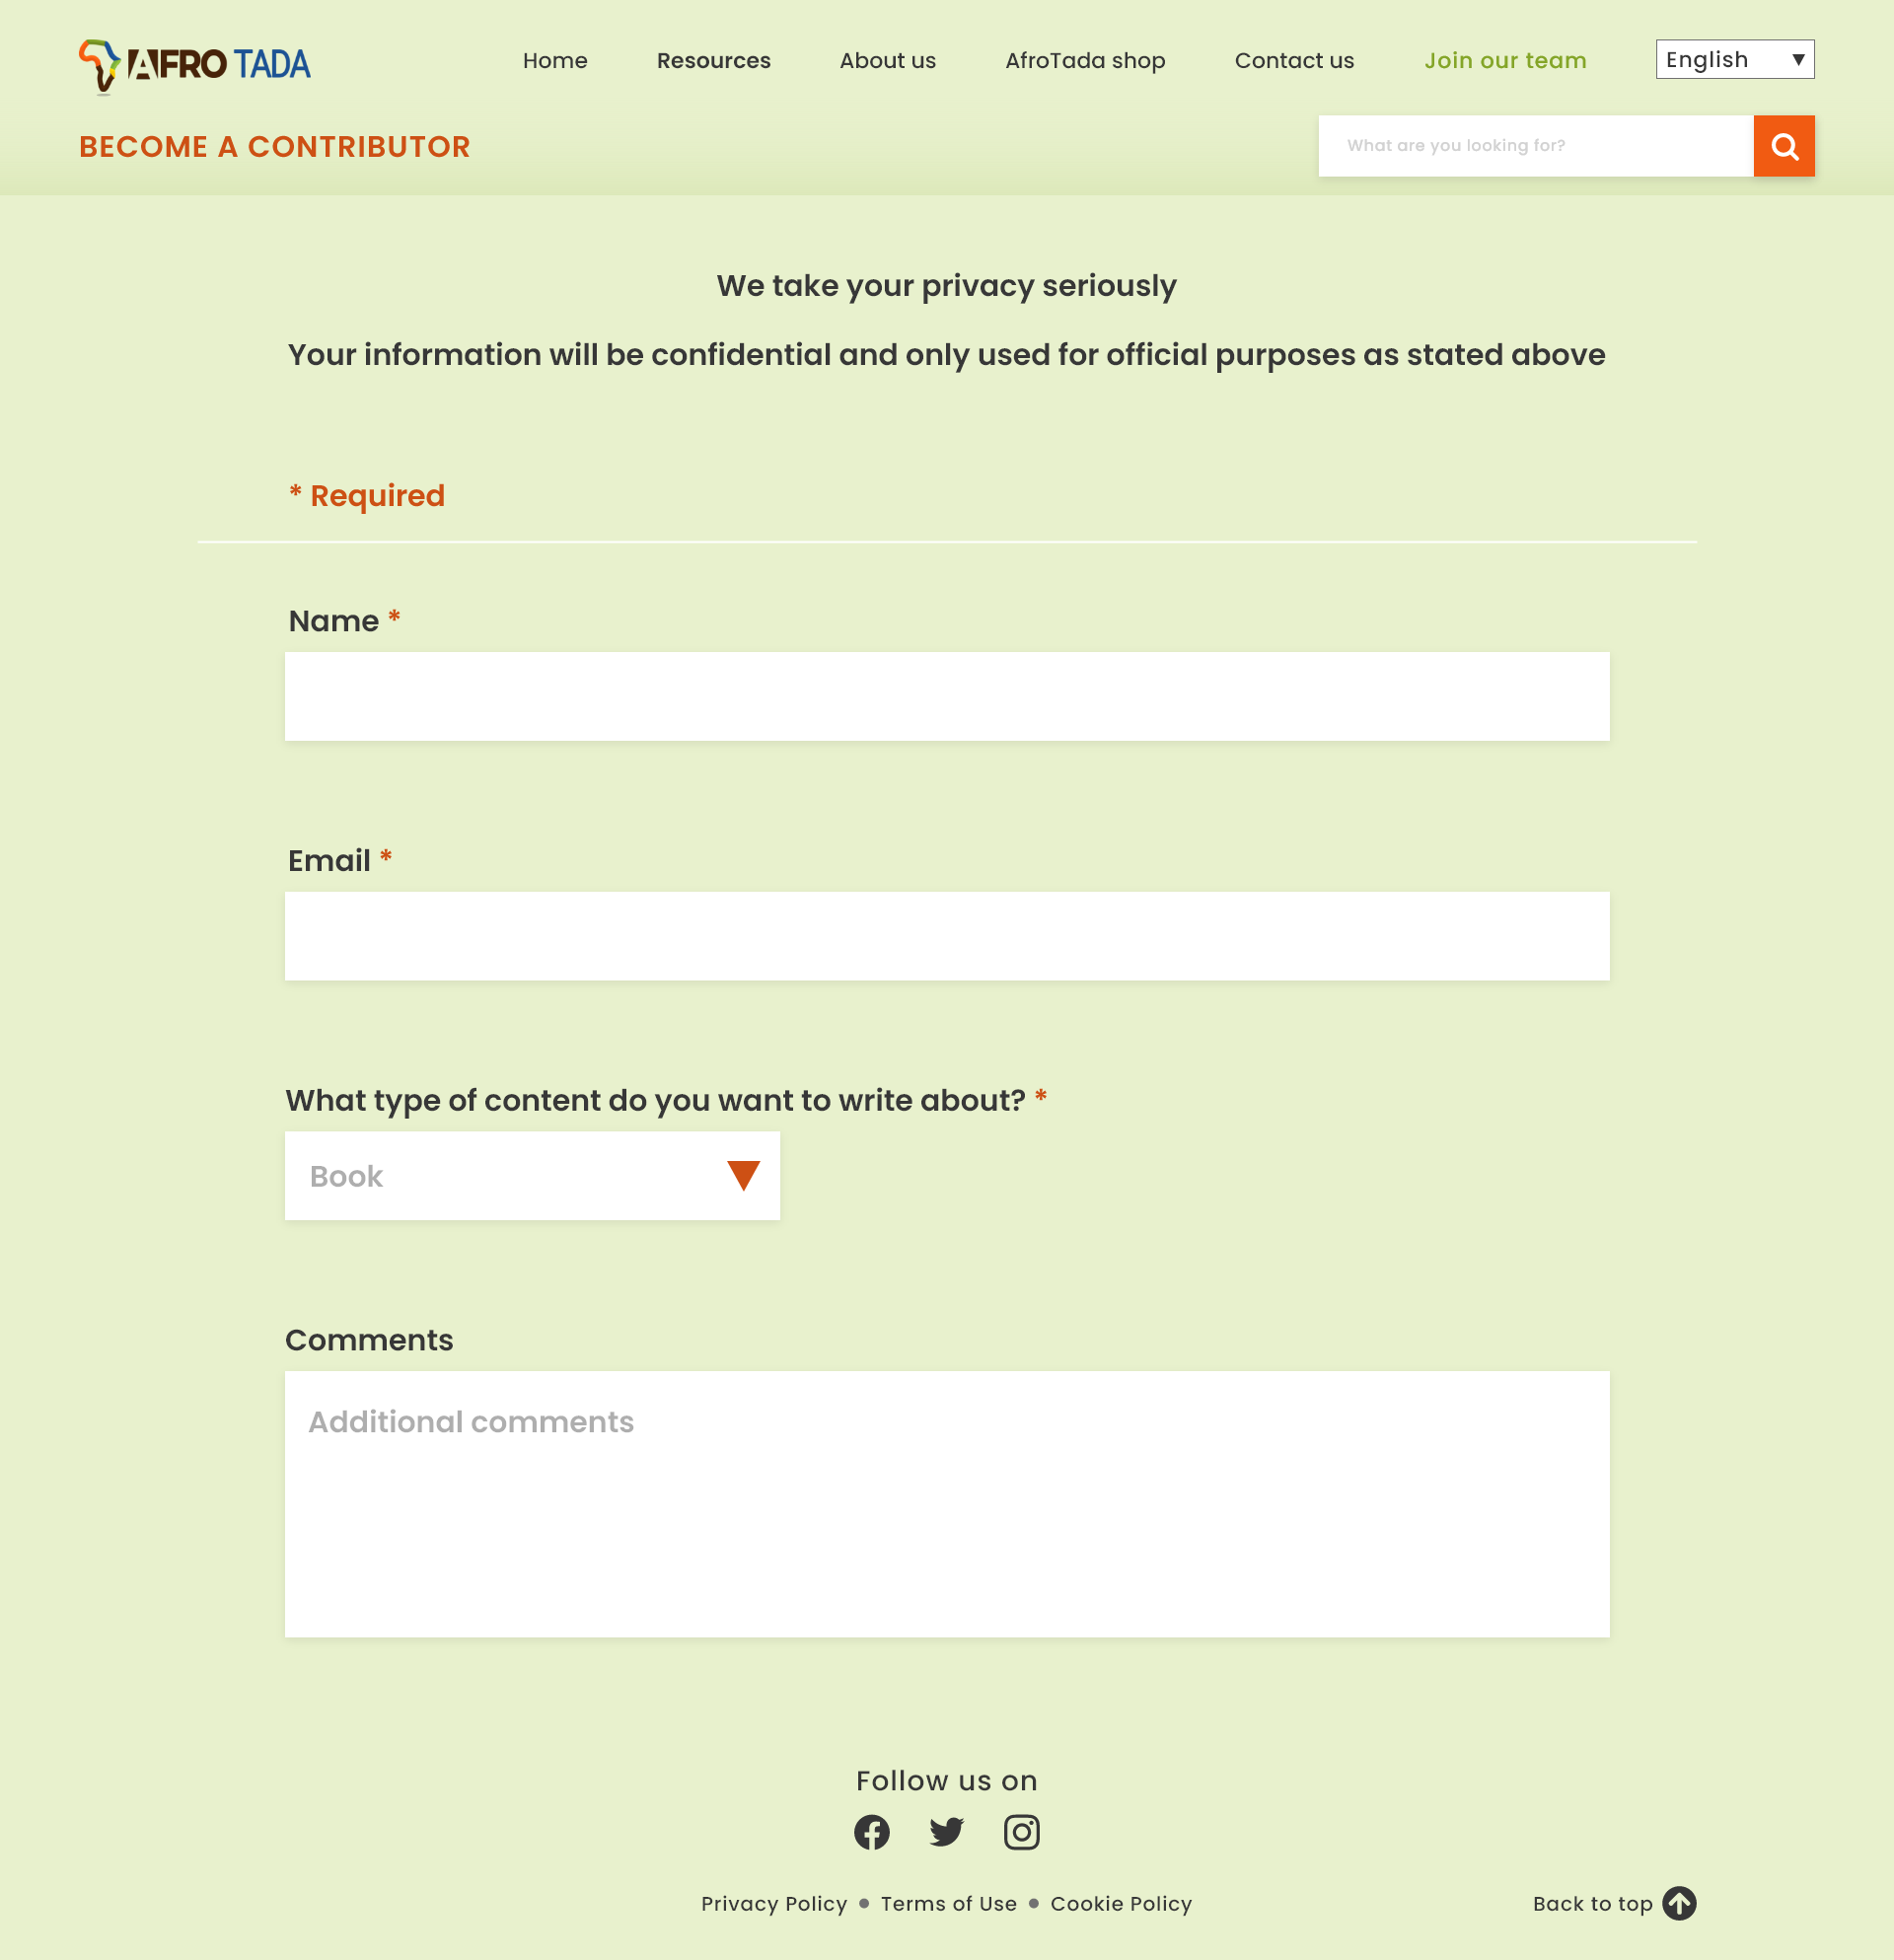 AFRO TADA
Home Resources About us AfroTada shop Contact us Join our team English
BECOME A CONTRIBUTOR
What are you looking for?
We take your privacy seriously
Your information will be confidential and only used for official purposes as stated above
* Required
Name *
Email *
What type of content do you want to write about? *
Book
Comments
Additional comments
Follow us on
Privacy Policy • Terms of Use • Cookie Policy
Back to top